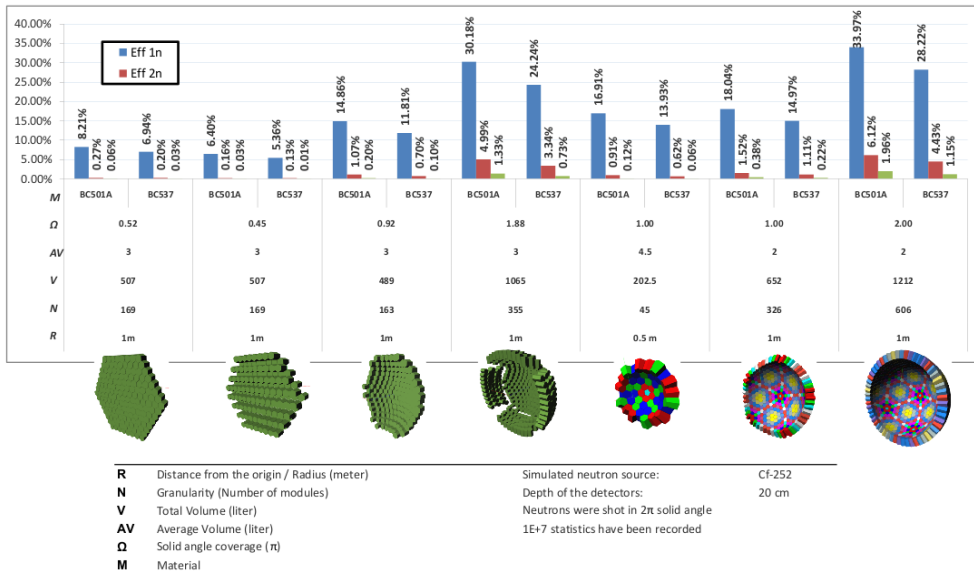 40.00%
35.00%
30.00%
25.00%
20.00%
15.00%
10.00%
5.00%
0.00%
Eff 1n
Eff 2n
8.21% 0.27% 0.06% 6.94% 0.20% 0.03% 6.40% 0.16% 0.03% 5.36% 0.13% 0.01% 14.86% 1.07% 0.20% 11.81% 0.70% 0.10% 30.18% 4.99% 1.33% 24.24% 3.34% 0.73% 16.91% 0.91% 0.12% 13.93% 0.62% 0.06% 18.04% 1.52% 0.38% 14.97% 1.11% 0.22% 33.97% 6.12% 1.96% 28.22% 4.43% 1.15%
M BC501A BC537 BC501A BC537 BC501A BC537 BC501A BC537 BC501A BC537 BC501A BC537 BC501A BC537
Ω 0.52 0.45 0.92 1.88 1.00 1.00 2.00
AV 3 3 3 3 4.5 2 2
V 507 507 489 1065 202.5 652 1212
N 169 169 163 355 45 326 606
R 1m 1m 1m 1m 0.5 m 1m 1m
R Distance from the origin / Radius (meter) Simulated neutron source: Cf-252
N Granularity (Number of modules) Depth of the detectors: 20 cm
V Total Volume (liter) Neutrons were shot in 2π solid angle
AV Average Volume (liter) 1E+7 statistics have been recorded
Ω Solid angle coverage (π)
M Material